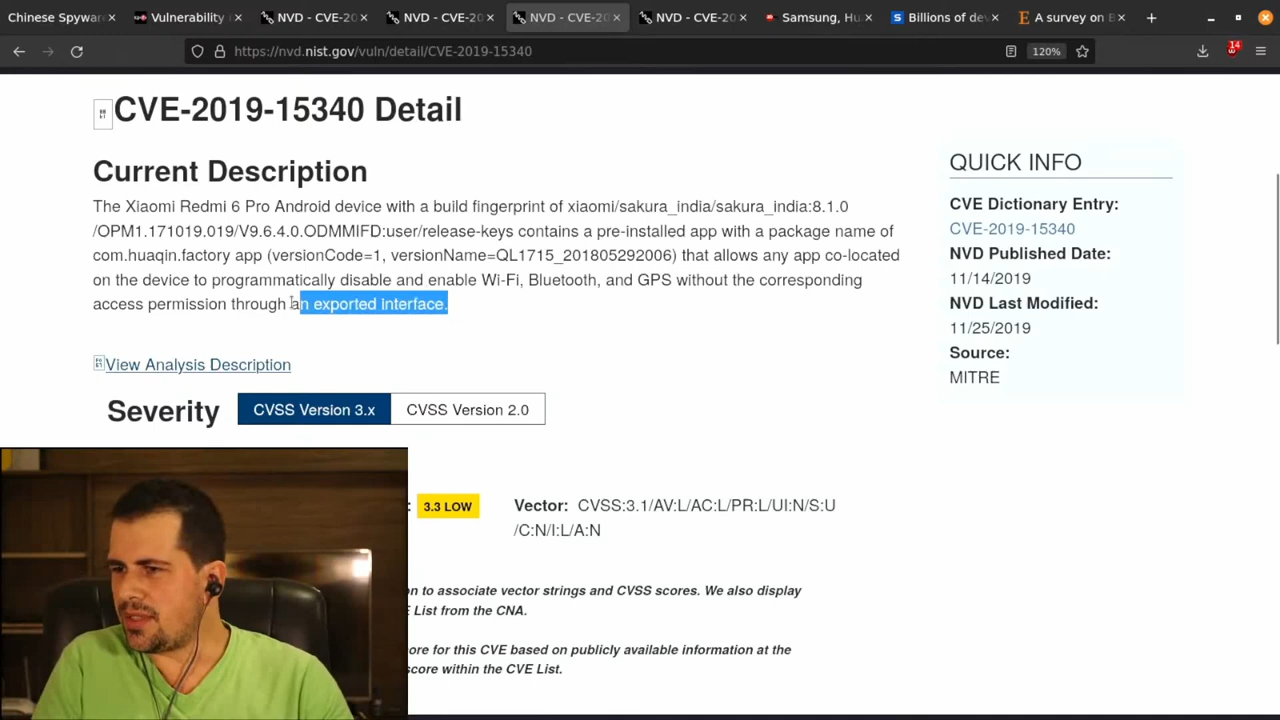 Chinese Spyware
Vulnerability
NVD - CVE-20
NVD - CVE-20
NVD - CVE-20
NVD - CVE-20
Samsung, Hu
Billions of dev
A survey on B
https://nvd.nist.gov/vuln/detail/CVE-2019-15340
120%
14
CVE-2019-15340 Detail
Current Description
The Xiaomi Redmi 6 Pro Android device with a build fingerprint of xiaomi/sakura_india/sakura_india:8.1.0
/OPM1.171019.019/V9.6.4.0.ODMMIFD:user/release-keys contains a pre-installed app with a package name of
com.huaqin.factory app (versionCode=1, versionName=QL1715_201805292006) that allows any app co-located
on the device to programmatically disable and enable Wi-Fi, Bluetooth, and GPS without the corresponding
access permission through an exported interface.
View Analysis Description
QUICK INFO
CVE Dictionary Entry:
CVE-2019-15340
NVD Published Date:
11/14/2019
NVD Last Modified:
11/25/2019
Source:
MITRE
Severity
CVSS Version 3.x
CVSS Version 2.0
: 3.3 LOW
Vector: CVSS:3.1/AV:L/AC:L/PR:L/UI:N/S:U
/C:N/I:L/A:N
on to associate vector strings and CVSS scores. We also display
E List from the CNA.
ore for this CVE based on publicly available information at the
score within the CVE List.